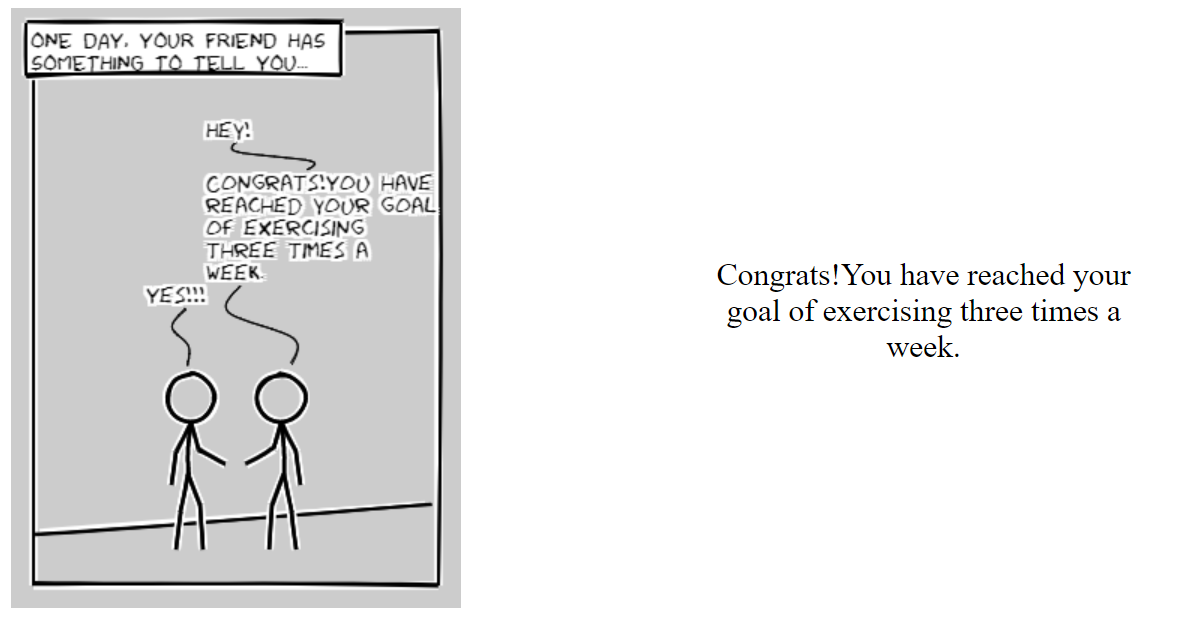 ONE DAY, YOUR FRIEND HAS
SOMETHING TO TELL YOU...
HEY!
CONGRATS!YOU HAVE
REACHED YOUR GOAL
OF EXERCISING
THREE TIMES A
WEEK.
YES!!!
Congrats!You have reached your
goal of exercising three times a
week.